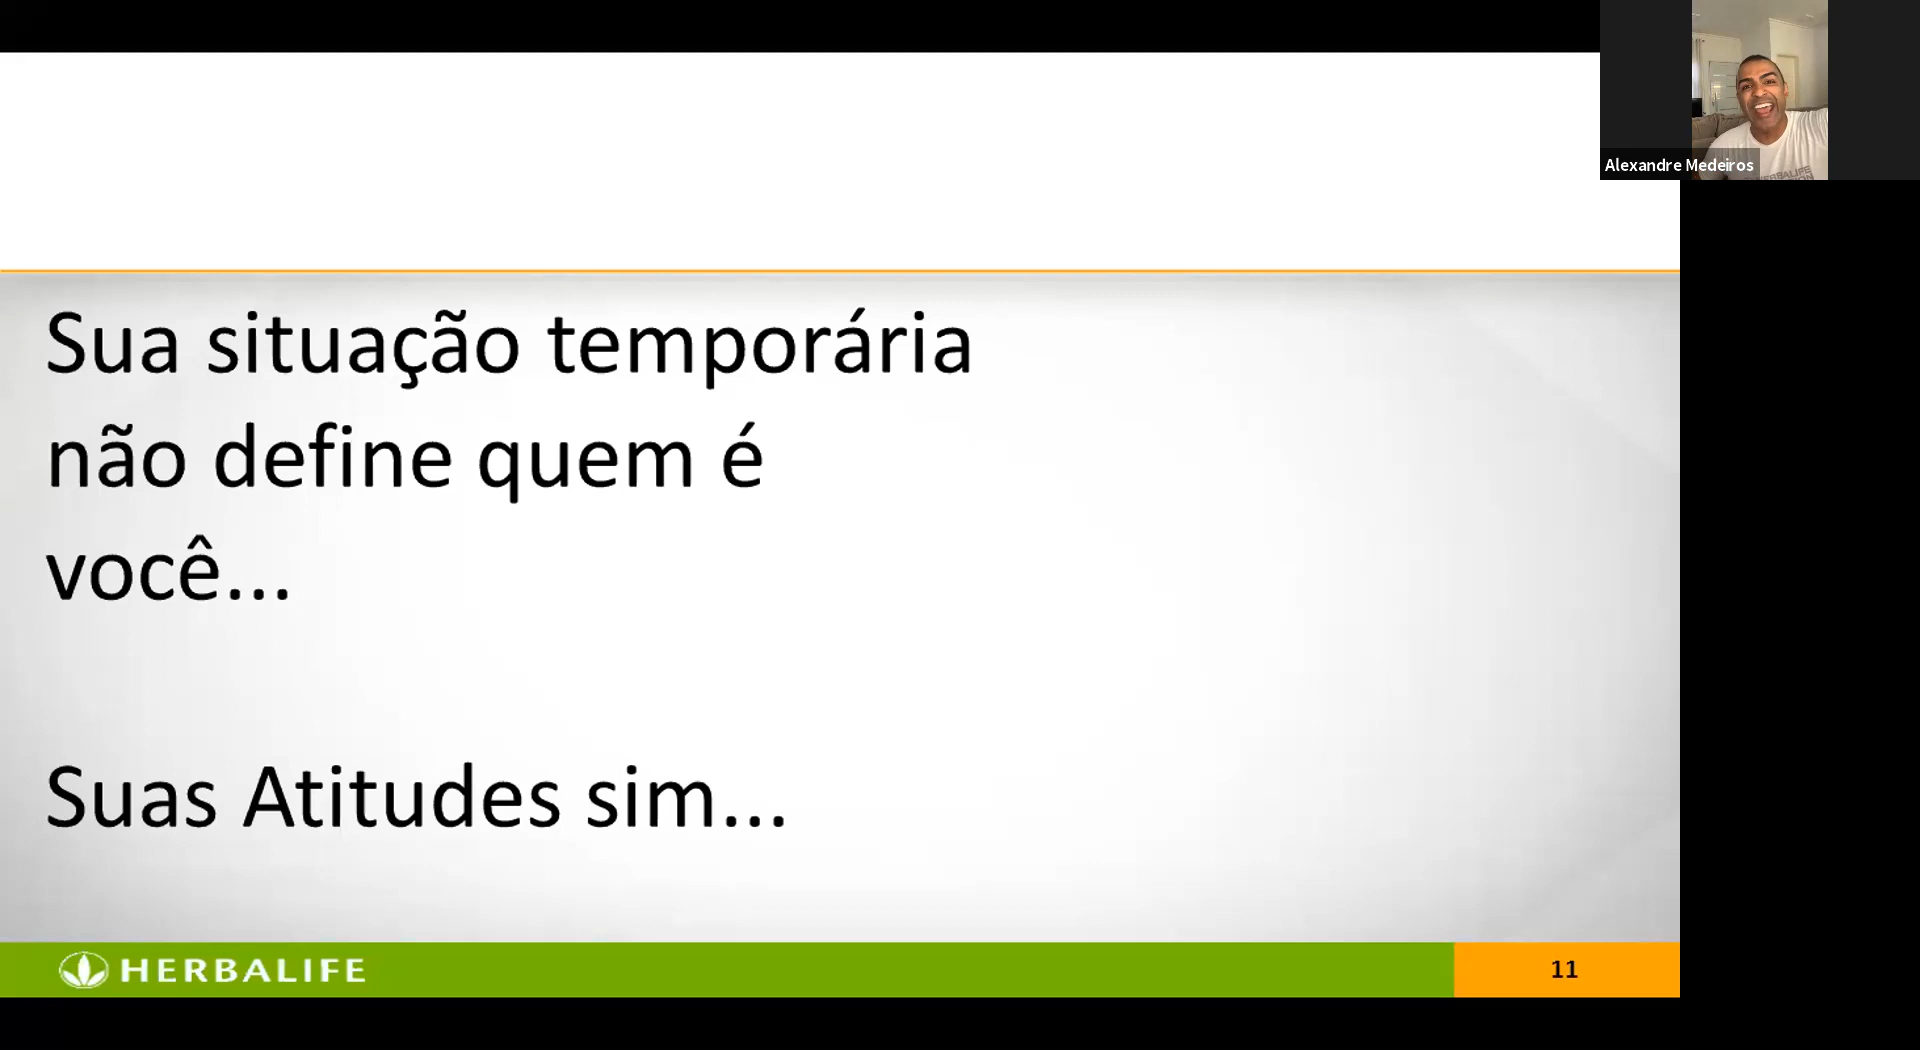 Alexandre Medeiros
Sua situação temporária
não define quem é
você...
Suas Atitudes sim...
HERBALIFE
11